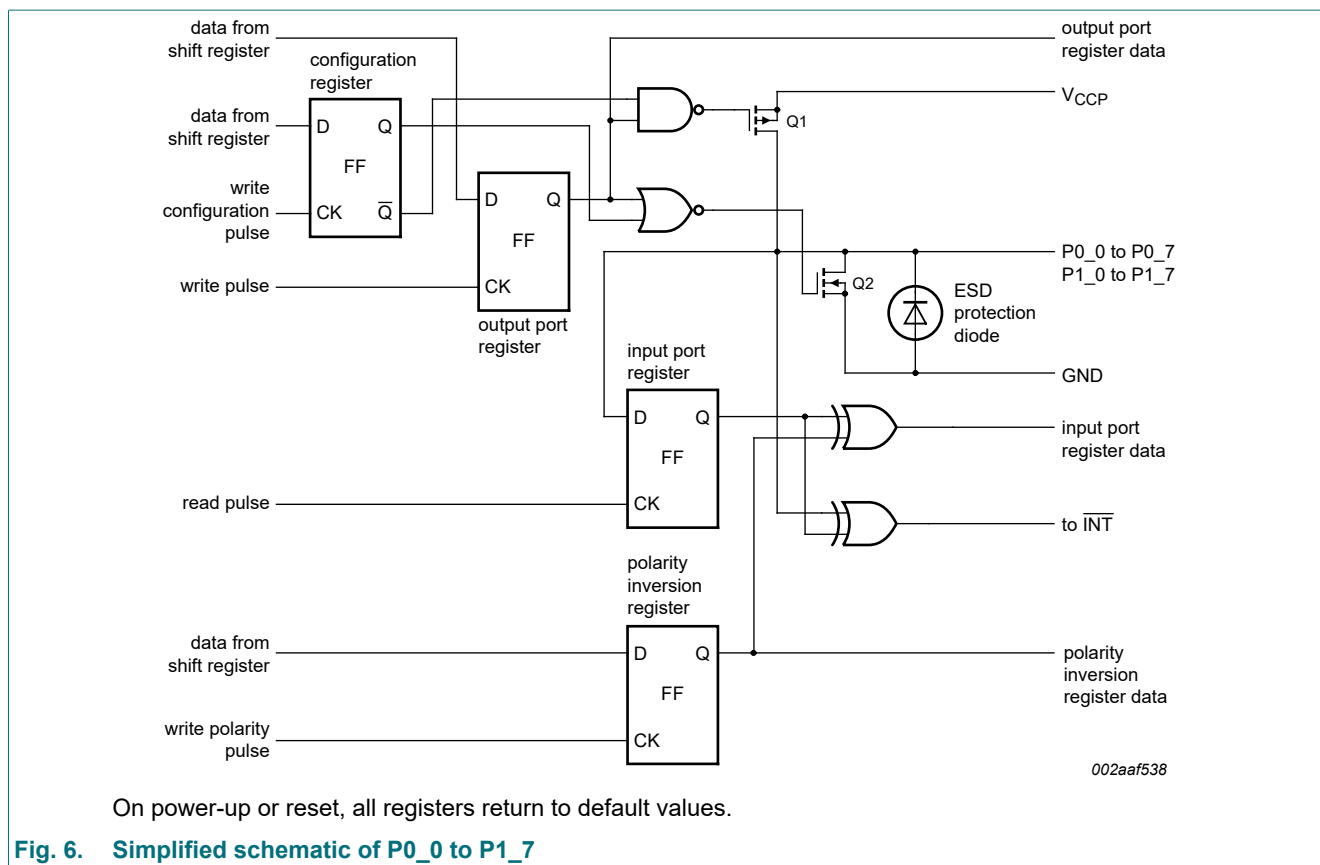 data from
shift register
output port
register data
configuration
register
V_CCP
Q1
data from
shift register
D
Q
FF
write
configuration
pulse
CK
Q̅
D
Q
FF
CK
write pulse
output port
register
P0_0 to P0_7
P1_0 to P1_7
Q2
ESD
protection
diode
GND
input port
register
D
Q
FF
CK
input port
register data
read pulse
to I̅N̅T̅
polarity
inversion
register
data from
shift register
D
Q
FF
CK
polarity
inversion
register data
write polarity
pulse
002aaf538
On power-up or reset, all registers return to default values.
Fig. 6. Simplified schematic of P0_0 to P1_7